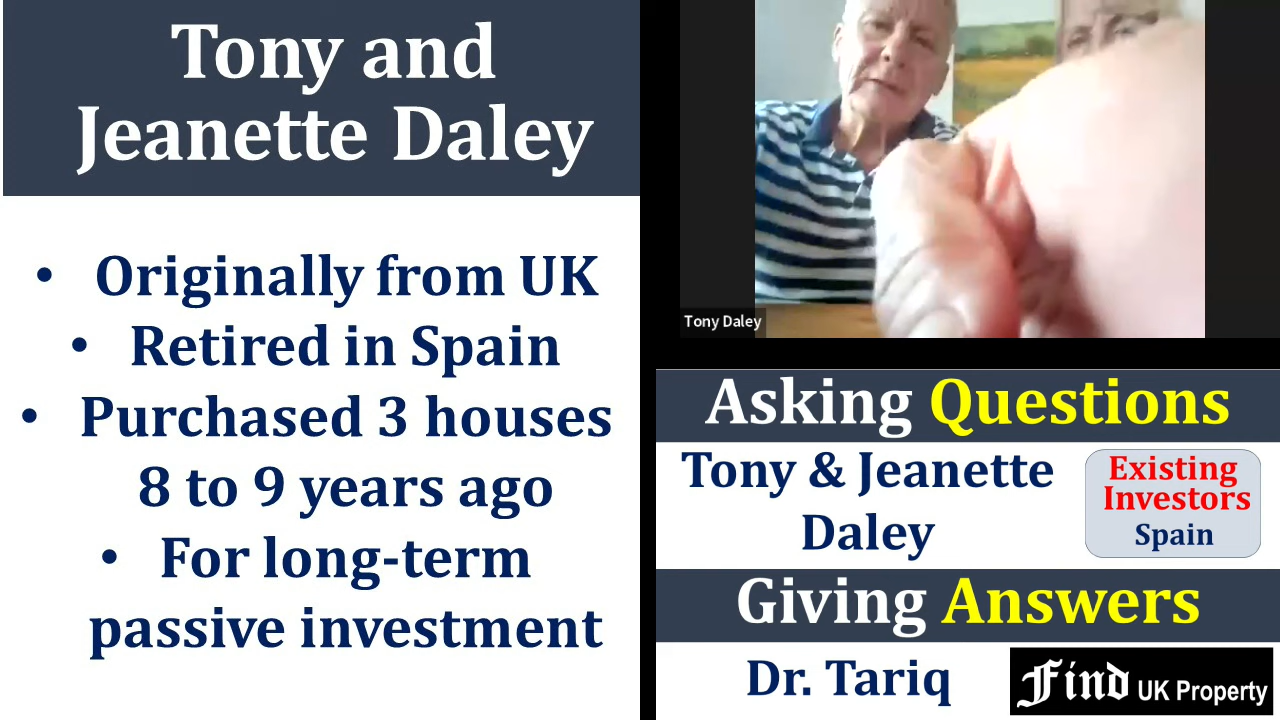 Tony and
Jeanette Daley
• Originally from UK
• Retired in Spain
• Purchased 3 houses
8 to 9 years ago
• For long-term
passive investment
Tony Daley
Asking Questions
Tony & Jeanette
Daley
Existing
Investors
Spain
Giving Answers
Dr. Tariq
Find UK Property